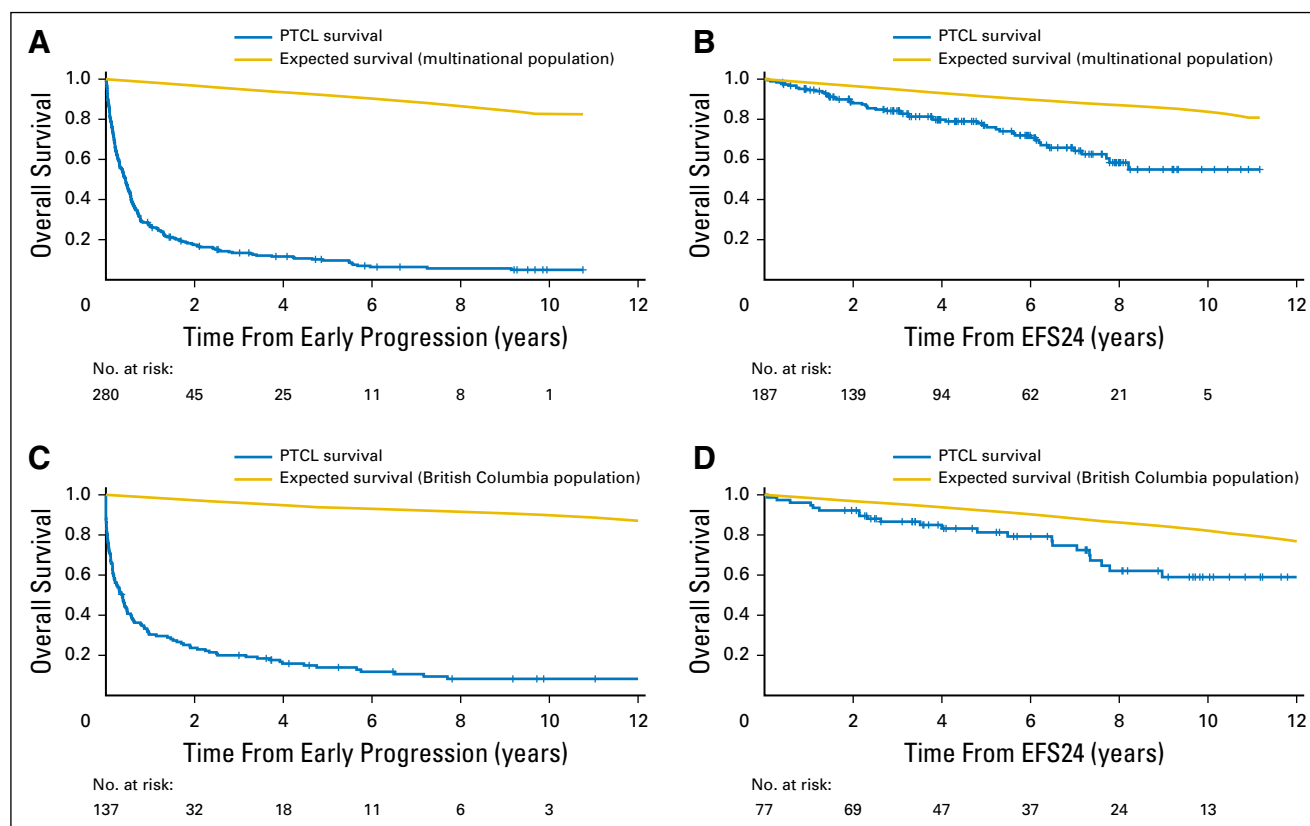 A
PTCL survival
Expected survival (multinational population)
Overall Survival
1.0
0.8
0.6
0.4
0.2
0 2 4 6 8 10 12
Time From Early Progression (years)
No. at risk:
280 45 25 11 8 1
B
PTCL survival
Expected survival (multinational population)
Overall Survival
1.0
0.8
0.6
0.4
0.2
0 2 4 6 8 10 12
Time From EFS24 (years)
No. at risk:
187 139 94 62 21 5
C
PTCL survival
Expected survival (British Columbia population)
Overall Survival
1.0
0.8
0.6
0.4
0.2
0 2 4 6 8 10 12
Time From Early Progression (years)
No. at risk:
137 32 18 11 6 3
D
PTCL survival
Expected survival (British Columbia population)
Overall Survival
1.0
0.8
0.6
0.4
0.2
0 2 4 6 8 10 12
Time From EFS24 (years)
No. at risk:
77 69 47 37 24 13